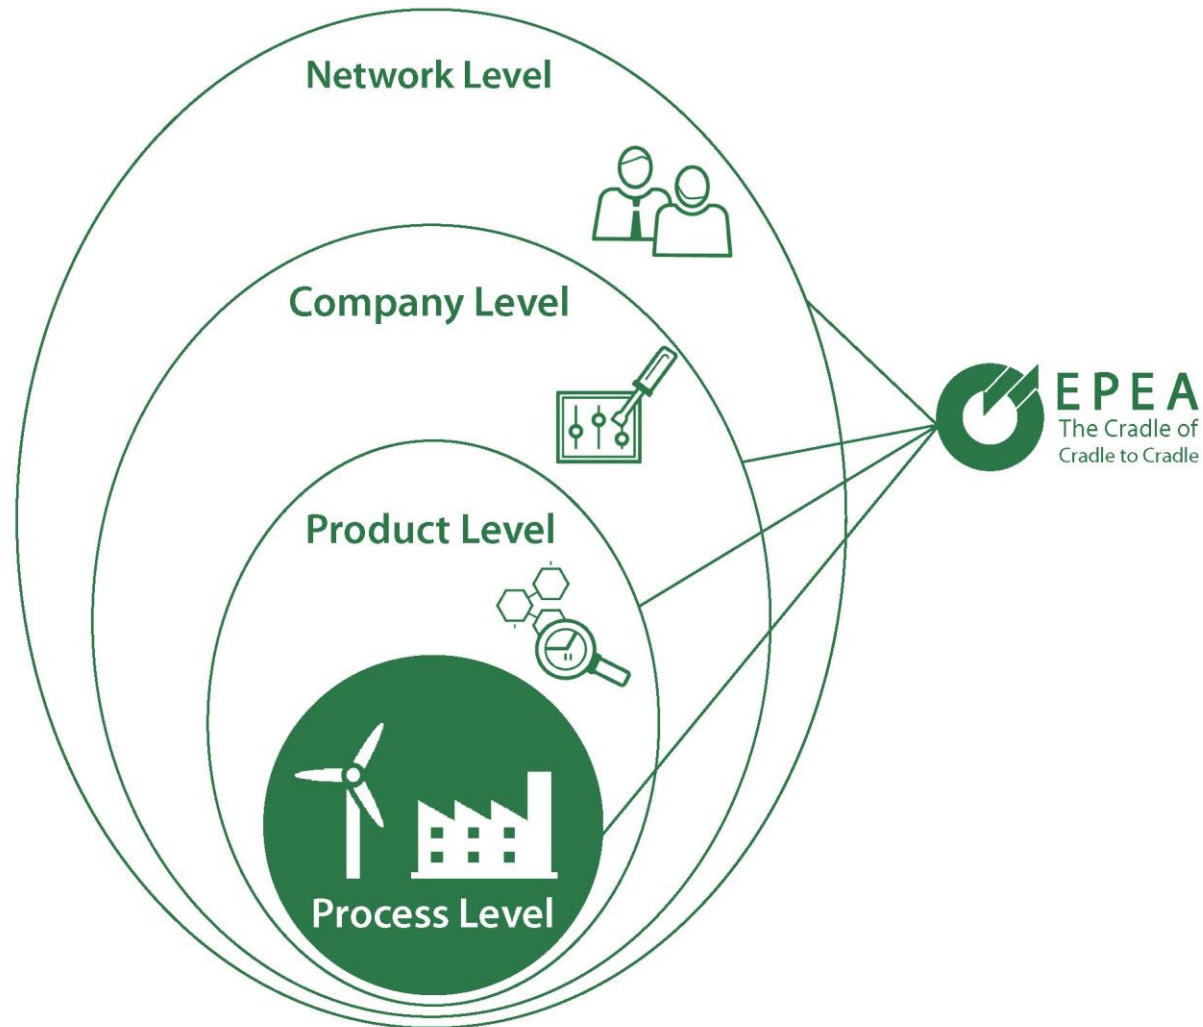 Network Level
Company Level
Product Level
Process Level
EPEA
The Cradle of
Cradle to Cradle